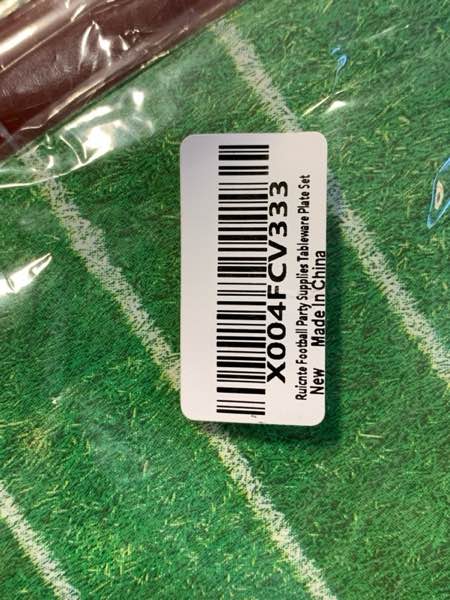 X004FCV333
Ruicnte Football Party Supplies Tableware Plate Set
New Made In China